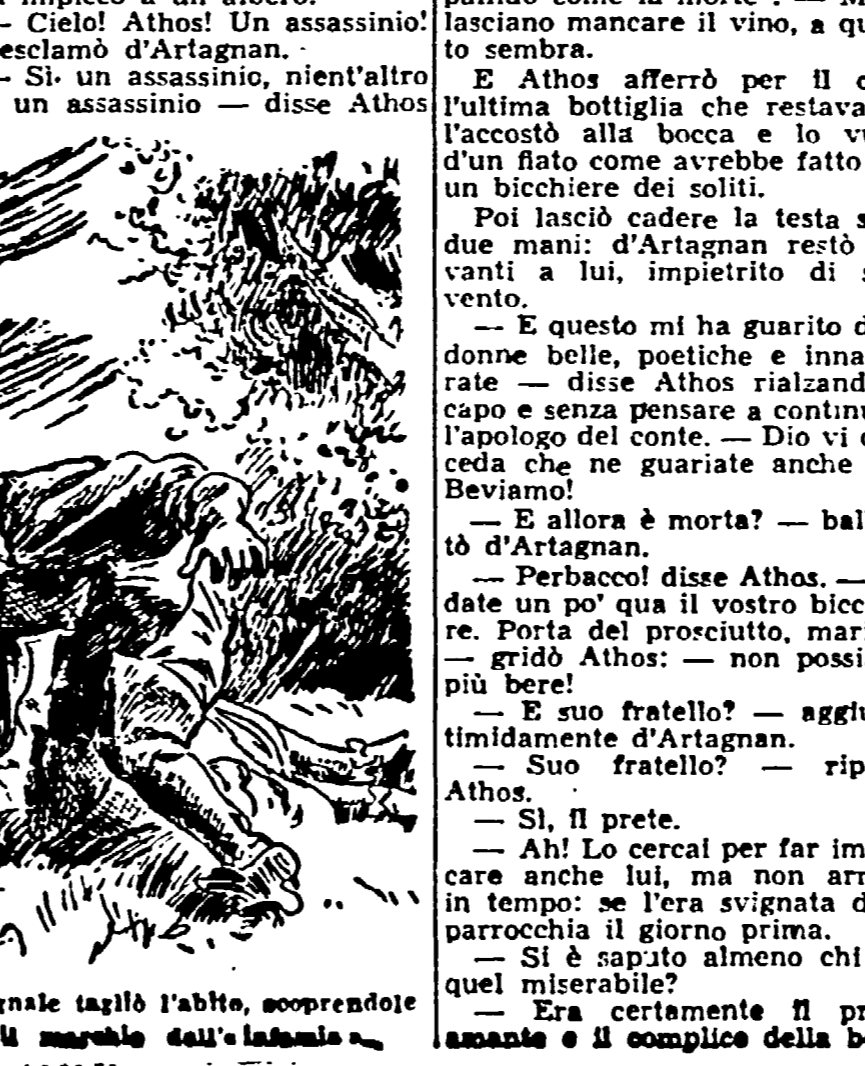 — Cielo! Athos! Un assassinio!
esclamò d'Artagnan.
— Sì. un assassinio, nient'altro
un assassinio — disse Athos
gnale tagliò l'abito, scoprendole
il marchio dell'« infamia »
lasciano mancare il vino, a qu
to sembra.
E Athos afferrò per il c
l'ultima bottiglia che restava
l'accostò alla bocca e lo vu
d'un fiato come avrebbe fatto
un bicchiere dei soliti.
Poi lasciò cadere la testa s
due mani: d'Artagnan restò
vanti a lui, impietrito di s
vento.
— E questo mi ha guarito d
donne belle, poetiche e inna
rate — disse Athos rialzand
capo e senza pensare a continu
l'apologo del conte. — Dio vi c
ceda che ne guariate anche
Beviamo!
— E allora è morta? — bal
tò d'Artagnan.
— Perbacco! disse Athos. —
date un po' qua il vostro bicc
re. Porta del prosciutto, mar
— gridò Athos: — non possi
più bere!
— E suo fratello? — aggiu
timidamente d'Artagnan.
— Suo fratello? — rip
Athos.
— Sì, il prete.
— Ah! Lo cercai per far im
care anche lui, ma non arr
in tempo: se l'era svignata d
parrocchia il giorno prima.
— Si è saputo almeno chi
quel miserabile?
— Era certamente il pr
amante e il complice della b